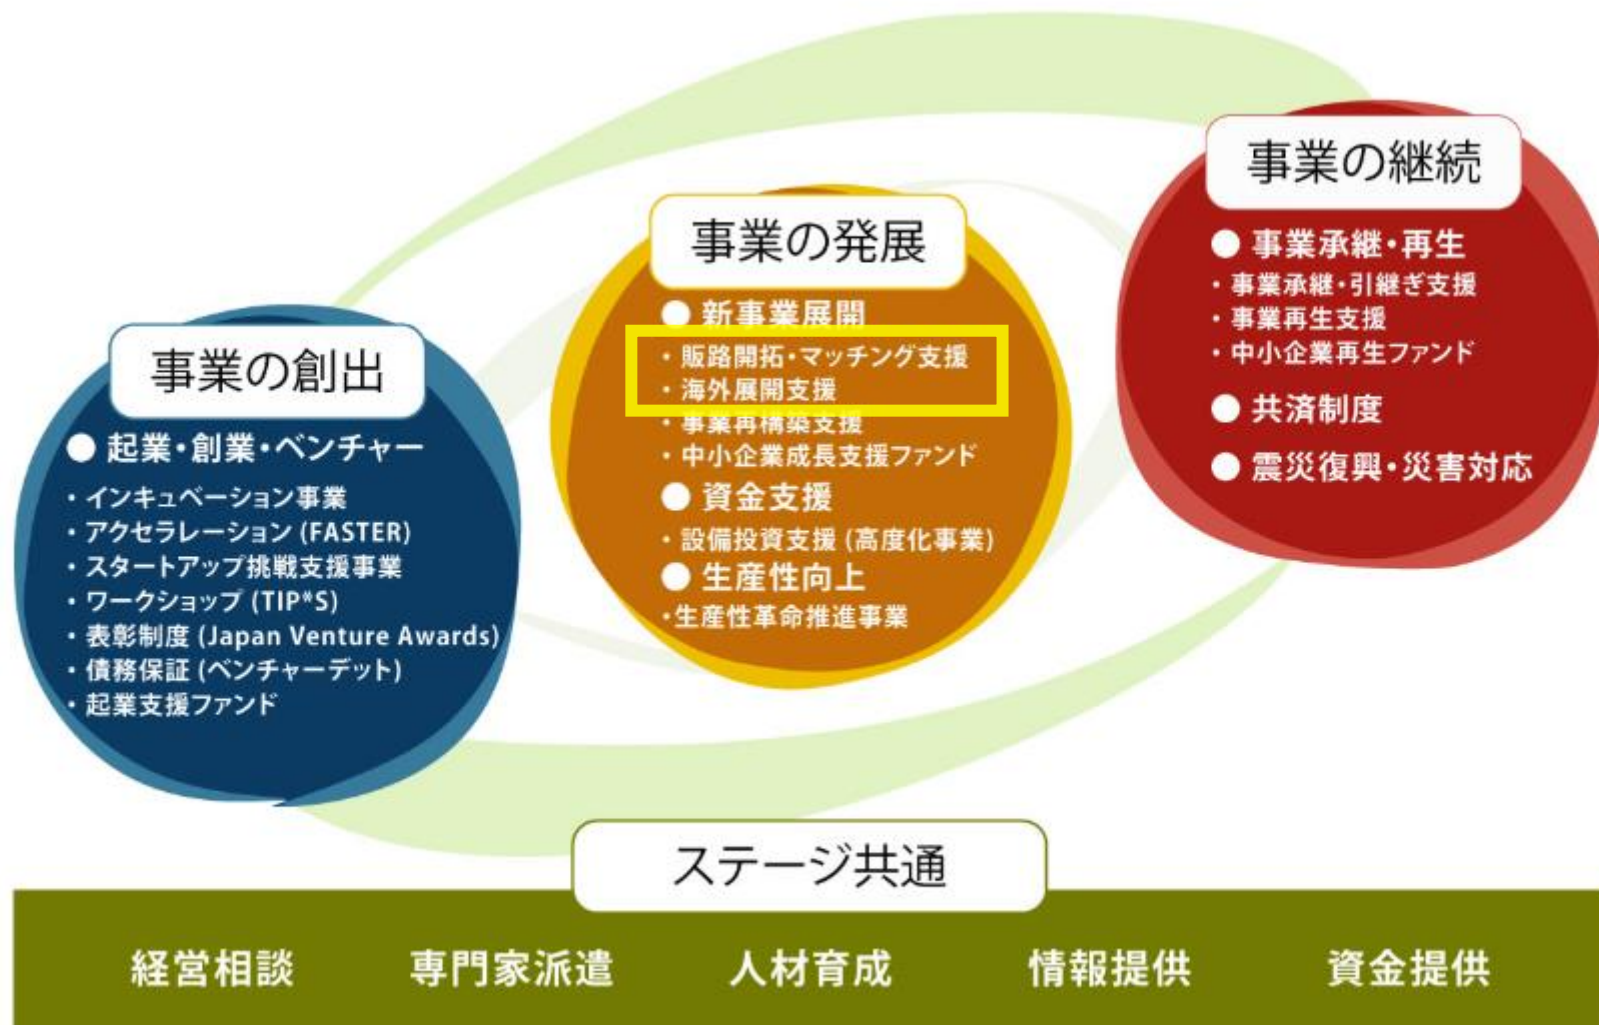 事業の創出
● 起業・創業・ベンチャー
・インキュベーション事業
・アクセラレーション (FASTER)
・スタートアップ挑戦支援事業
・ワークショップ (TIP*S)
・表彰制度 (Japan Venture Awards)
・債務保証 (ベンチャーデット)
・起業支援ファンド
事業の発展
● 新事業展開
・販路開拓・マッチング支援
・海外展開支援
・事業再構築支援
・中小企業成長支援ファンド
● 資金支援
・設備投資支援 (高度化事業)
● 生産性向上
・生産性革命推進事業
事業の継続
● 事業承継・再生
・事業承継・引継ぎ支援
・事業再生支援
・中小企業再生ファンド
● 共済制度
● 震災復興・災害対応
ステージ共通
経営相談 専門家派遣 人材育成 情報提供 資金提供